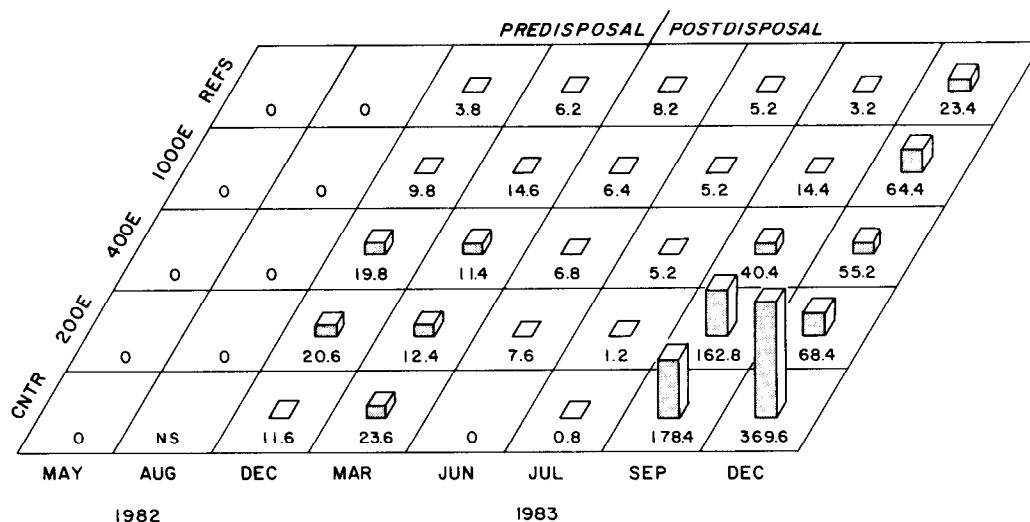 PREDISPOSAL / POSTDISPOSAL
REFS 0 0 3.8 6.2 8.2 5.2 3.2 23.4
1000E 0 0 9.8 14.6 6.4 5.2 14.4 64.4
400E 0 0 19.8 11.4 6.8 5.2 40.4 55.2
200E 0 0 20.6 12.4 7.6 1.2 162.8 68.4
CNTR 0 NS 11.6 23.6 0 0.8 178.4 369.6
MAY AUG DEC MAR JUN JUL SEP DEC
1982 1983